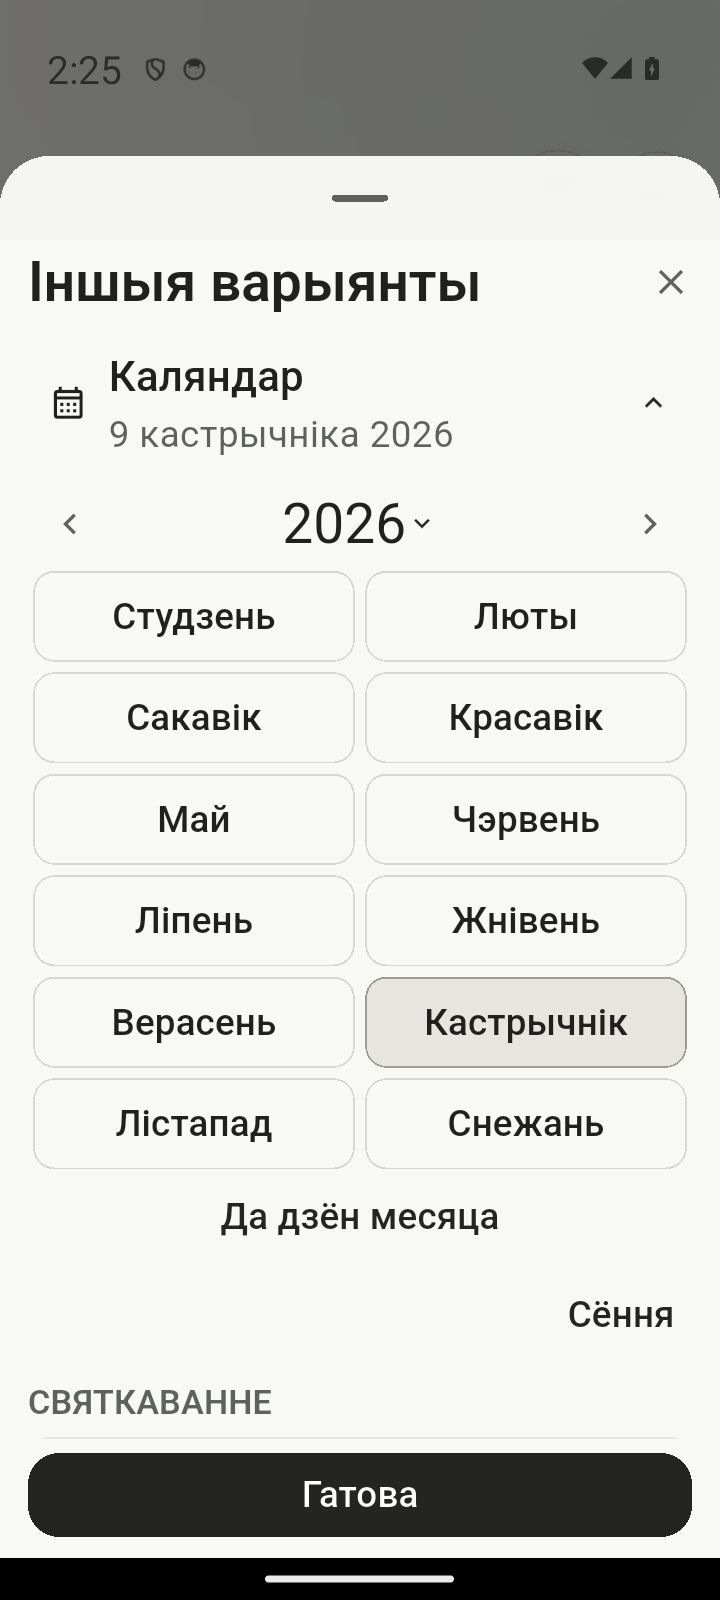 2:25
Іншыя варыянты
Каляндар
9 кастрычніка 2026
2026
Студзень
Люты
Сакавік
Красавік
Май
Чэрвень
Ліпень
Жнівень
Верасень
Кастрычнік
Лістапад
Снежань
Да дзён месяца
Сёння
СВЯТКАВАННЕ
Гатова